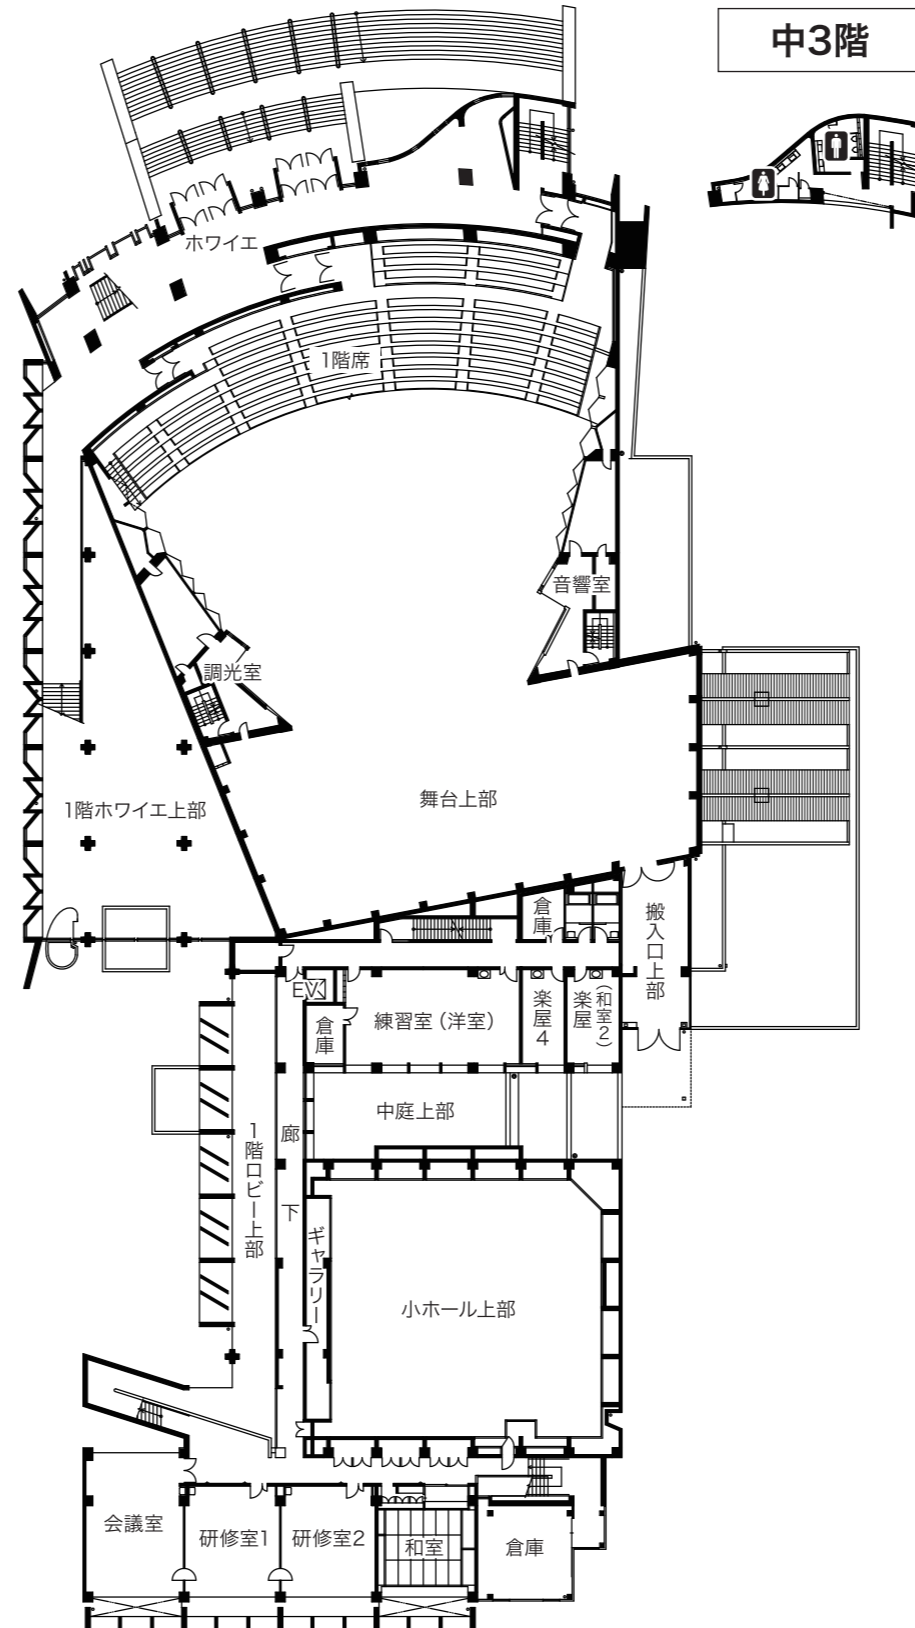 中3階
ホワイエ
1階席
音響室
調光室
1階ホワイエ上部
舞台上部
倉庫
搬入口上部
EV
倉庫
練習室(洋室)
楽屋4
楽屋(和室2)
中庭上部
1階ロビー上部
廊下
ギャラリー
小ホール上部
会議室
研修室1
研修室2
和室
倉庫